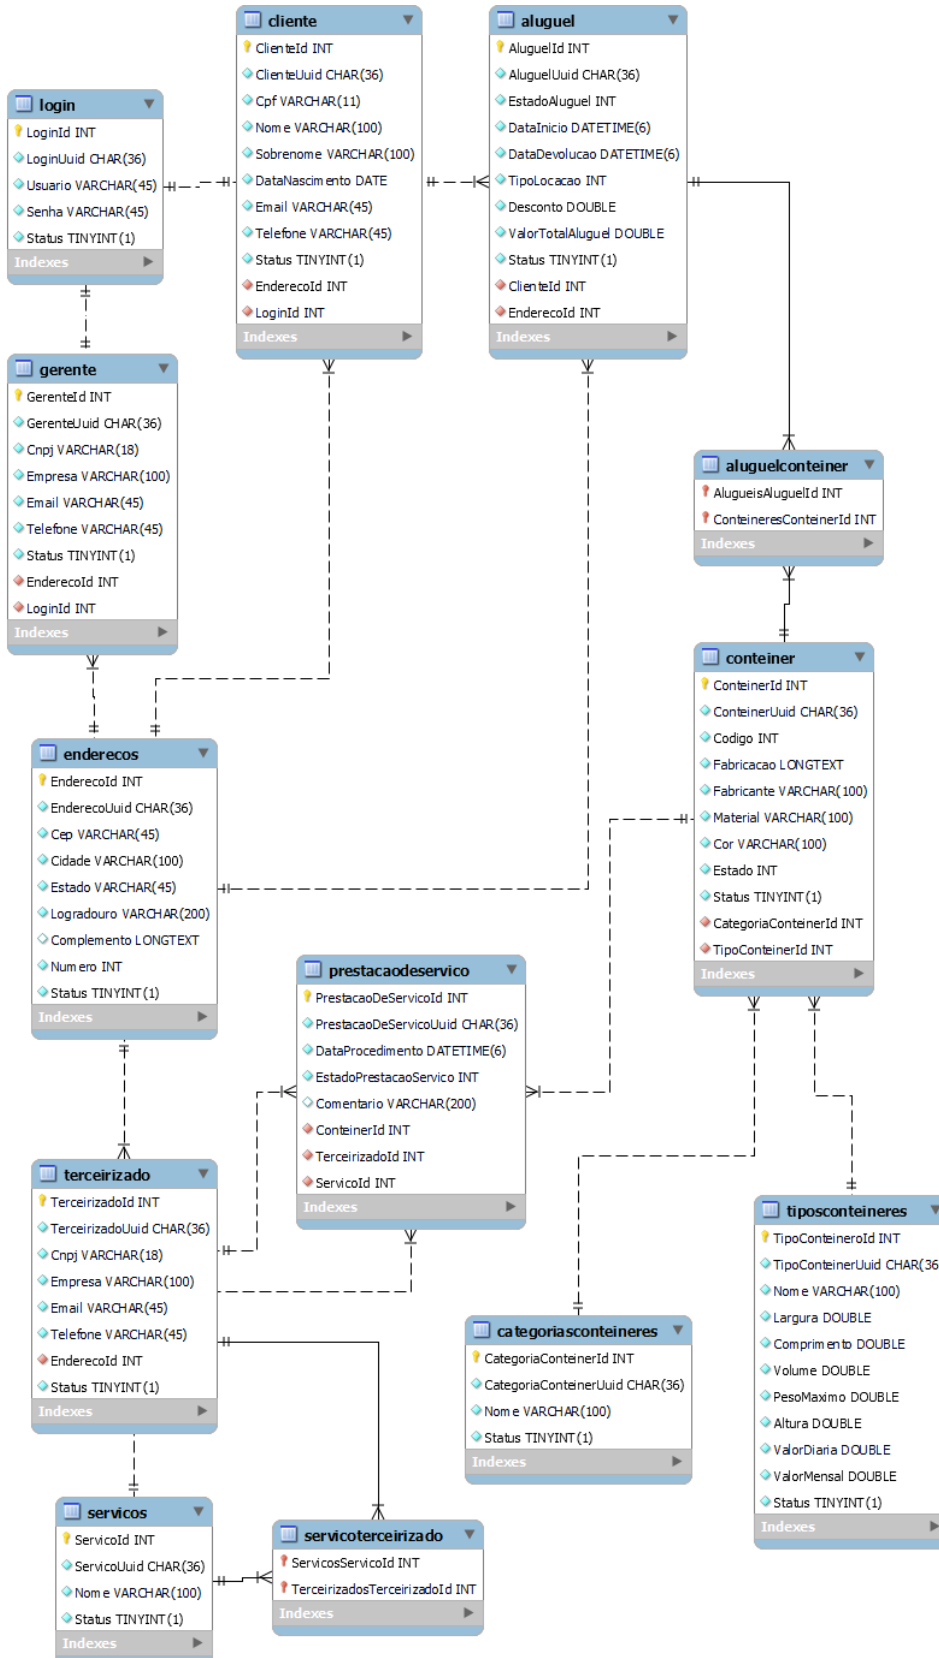 cliente
ClienteId INT
ClienteUuid CHAR(36)
Cpf VARCHAR(11)
Nome VARCHAR(100)
Sobrenome VARCHAR(100)
DataNascimento DATE
Email VARCHAR(45)
Telefone VARCHAR(45)
Status TINYINT(1)
EnderecoId INT
LoginId INT
Indexes
aluguel
AluguelId INT
AluguelUuid CHAR(36)
EstadoAluguel INT
DataInicio DATETIME(6)
DataDevolucao DATETIME(6)
TipoLocacao INT
Desconto DOUBLE
ValorTotalAluguel DOUBLE
Status TINYINT(1)
ClienteId INT
EnderecoId INT
Indexes
login
LoginId INT
LoginUuid CHAR(36)
Usuario VARCHAR(45)
Senha VARCHAR(45)
Status TINYINT(1)
Indexes
gerente
GerenteId INT
GerenteUuid CHAR(36)
Cnpj VARCHAR(18)
Empresa VARCHAR(100)
Email VARCHAR(45)
Telefone VARCHAR(45)
Status TINYINT(1)
EnderecoId INT
LoginId INT
Indexes
aluguelconteiner
AlugueisAluguelId INT
ConteineresConteinerId INT
Indexes
conteiner
ConteinerId INT
ConteinerUuid CHAR(36)
Codigo INT
Fabricacao LONGTEXT
Fabricante VARCHAR(100)
Material VARCHAR(100)
Cor VARCHAR(100)
Estado INT
Status TINYINT(1)
CategoriaConteinerId INT
TipoConteinerId INT
Indexes
enderecos
EnderecoId INT
EnderecoUuid CHAR(36)
Cep VARCHAR(45)
Cidade VARCHAR(100)
Estado VARCHAR(45)
Logradouro VARCHAR(200)
Complemento LONGTEXT
Numero INT
Status TINYINT(1)
Indexes
prestacaodeservico
PrestacaoDeServicoId INT
PrestacaoDeServicoUuid CHAR(36)
DataProcedimento DATETIME(6)
EstadoPrestacaoServico INT
Comentario VARCHAR(200)
ConteinerId INT
TerceirizadoId INT
ServicoId INT
Indexes
terceirizado
TerceirizadoId INT
TerceirizadoUuid CHAR(36)
Cnpj VARCHAR(18)
Empresa VARCHAR(100)
Email VARCHAR(45)
Telefone VARCHAR(45)
EnderecoId INT
Status TINYINT(1)
Indexes
tiposconteineres
TipoConteineroId INT
TipoConteinerUuid CHAR(36
Nome VARCHAR(100)
Largura DOUBLE
Comprimento DOUBLE
Volume DOUBLE
PesoMaximo DOUBLE
Altura DOUBLE
ValorDiaria DOUBLE
ValorMensal DOUBLE
Status TINYINT(1)
Indexes
categoriasconteineres
CategoriaConteinerId INT
CategoriaConteinerUuid CHAR(36)
Nome VARCHAR(100)
Status TINYINT(1)
Indexes
servicos
ServicoId INT
ServicoUuid CHAR(36)
Nome VARCHAR(100)
Status TINYINT(1)
Indexes
servicoterceirizado
ServicosServicoId INT
TerceirizadosTerceirizadoId INT
Indexes